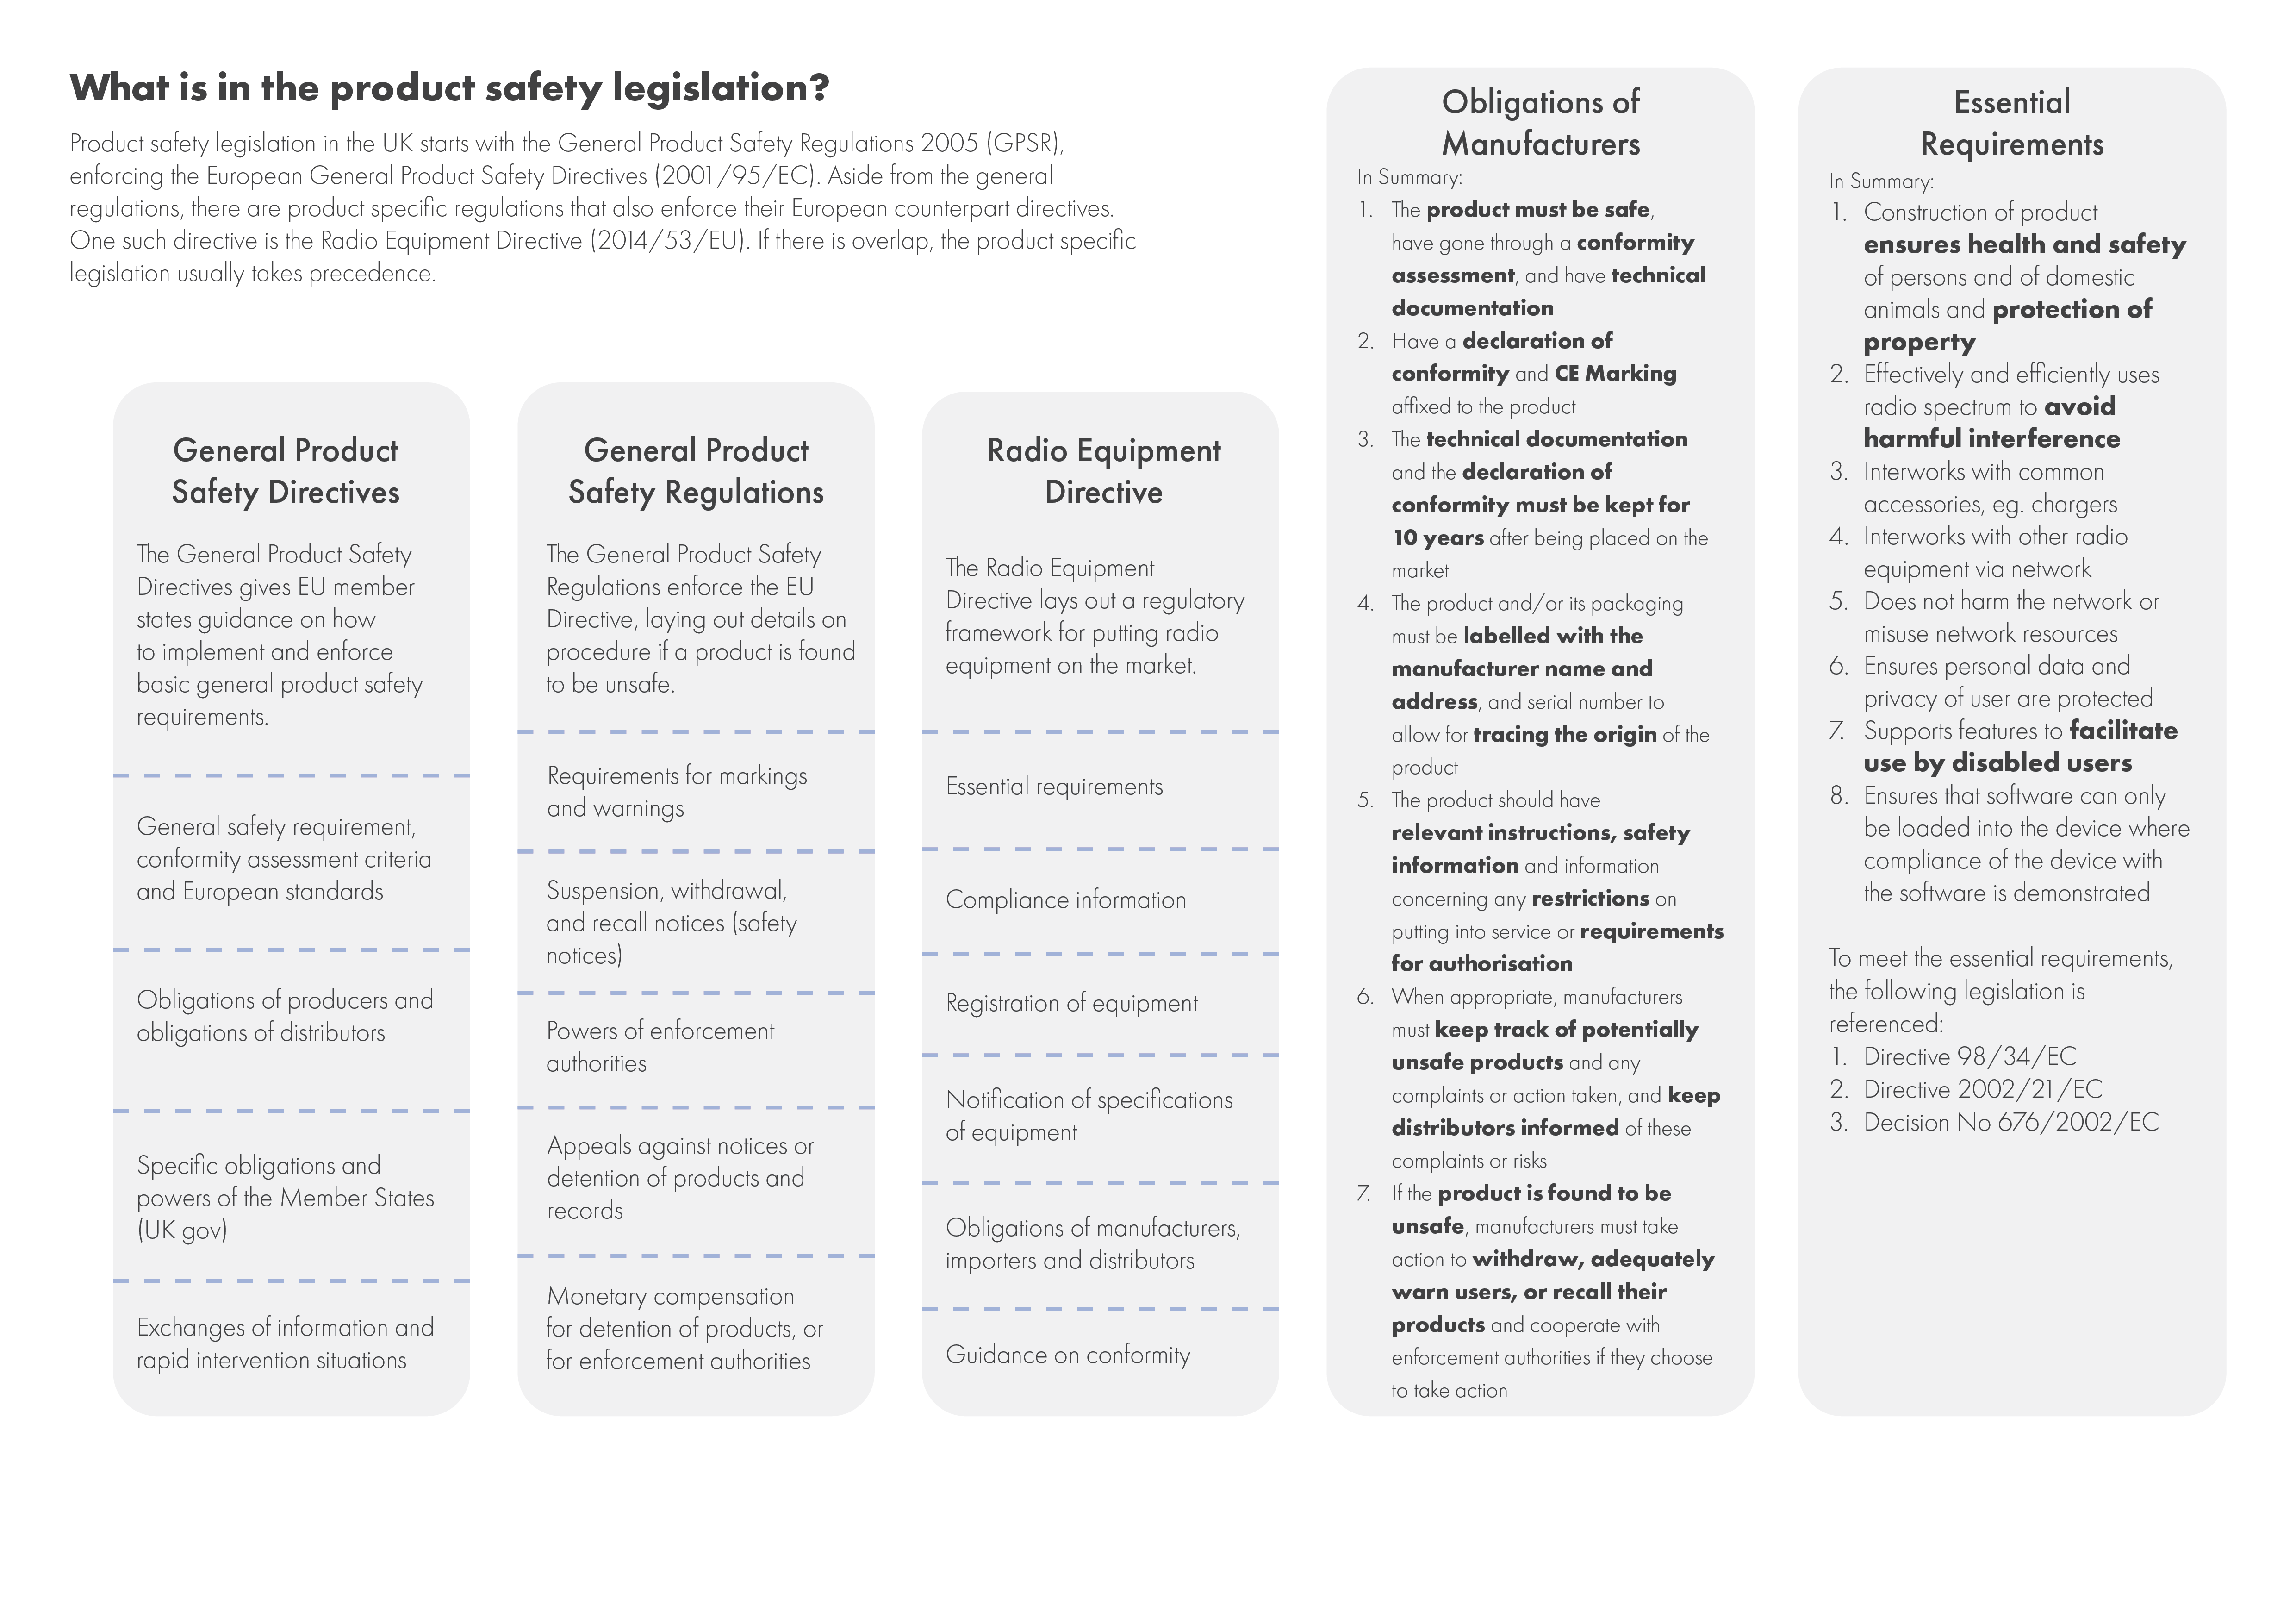 What is in the product safety legislation?
Product safety legislation in the UK starts with the General Product Safety Regulations 2005 (GPSR),
enforcing the European General Product Safety Directives (2001/95/EC). Aside from the general
regulations, there are product specific regulations that also enforce their European counterpart directives.
One such directive is the Radio Equipment Directive (2014/53/EU). If there is overlap, the product specific
legislation usually takes precedence.
General Product
Safety Directives
The General Product Safety
Directives gives EU member
states guidance on how
to implement and enforce
basic general product safety
requirements.
General safety requirement,
conformity assessment criteria
and European standards
Obligations of producers and
obligations of distributors
Specific obligations and
powers of the Member States
(UK gov)
Exchanges of information and
rapid intervention situations
General Product
Safety Regulations
The General Product Safety
Regulations enforce the EU
Directive, laying out details on
procedure if a product is found
to be unsafe.
Requirements for markings
and warnings
Suspension, withdrawal,
and recall notices (safety
notices)
Powers of enforcement
authorities
Appeals against notices or
detention of products and
records
Monetary compensation
for detention of products, or
for enforcement authorities
Radio Equipment
Directive
The Radio Equipment
Directive lays out a regulatory
framework for putting radio
equipment on the market.
Essential requirements
Compliance information
Registration of equipment
Notification of specifications
of equipment
Obligations of manufacturers,
importers and distributors
Guidance on conformity
Obligations of
Manufacturers
In Summary:
1. The product must be safe,
have gone through a conformity
assessment, and have technical
documentation
2. Have a declaration of
conformity and CE Marking
affixed to the product
3. The technical documentation
and the declaration of
conformity must be kept for
10 years after being placed on the
market
4. The product and/or its packaging
must be labelled with the
manufacturer name and
address, and serial number to
allow for tracing the origin of the
product
5. The product should have
relevant instructions, safety
information and information
concerning any restrictions on
putting into service or requirements
for authorisation
6. When appropriate, manufacturers
must keep track of potentially
unsafe products and any
complaints or action taken, and keep
distributors informed of these
complaints or risks
7. If the product is found to be
unsafe, manufacturers must take
action to withdraw, adequately
warn users, or recall their
products and cooperate with
enforcement authorities if they choose
to take action
Essential
Requirements
In Summary:
1. Construction of product
ensures health and safety
of persons and of domestic
animals and protection of
property
2. Effectively and efficiently uses
radio spectrum to avoid
harmful interference
3. Interworks with common
accessories, eg. chargers
4. Interworks with other radio
equipment via network
5. Does not harm the network or
misuse network resources
6. Ensures personal data and
privacy of user are protected
7. Supports features to facilitate
use by disabled users
8. Ensures that software can only
be loaded into the device where
compliance of the device with
the software is demonstrated
To meet the essential requirements,
the following legislation is
referenced:
1. Directive 98/34/EC
2. Directive 2002/21/EC
3. Decision No 676/2002/EC